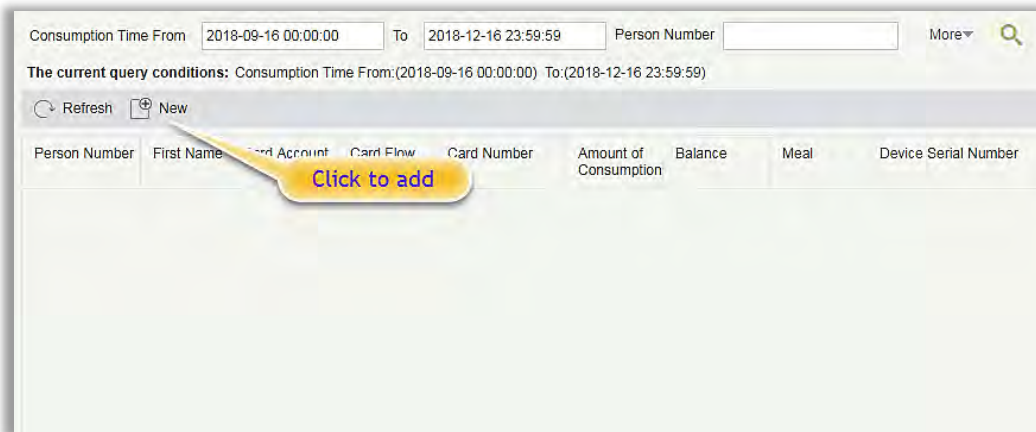 Consumption Time From 2018-09-16 00:00:00 To 2018-12-16 23:59:59 Person Number More
The current query conditions: Consumption Time From:(2018-09-16 00:00:00) To:(2018-12-16 23:59:59)
Refresh New
Person Number First Name Account Card Flow Card Number Amount of Consumption Balance Meal Device Serial Number
Click to add